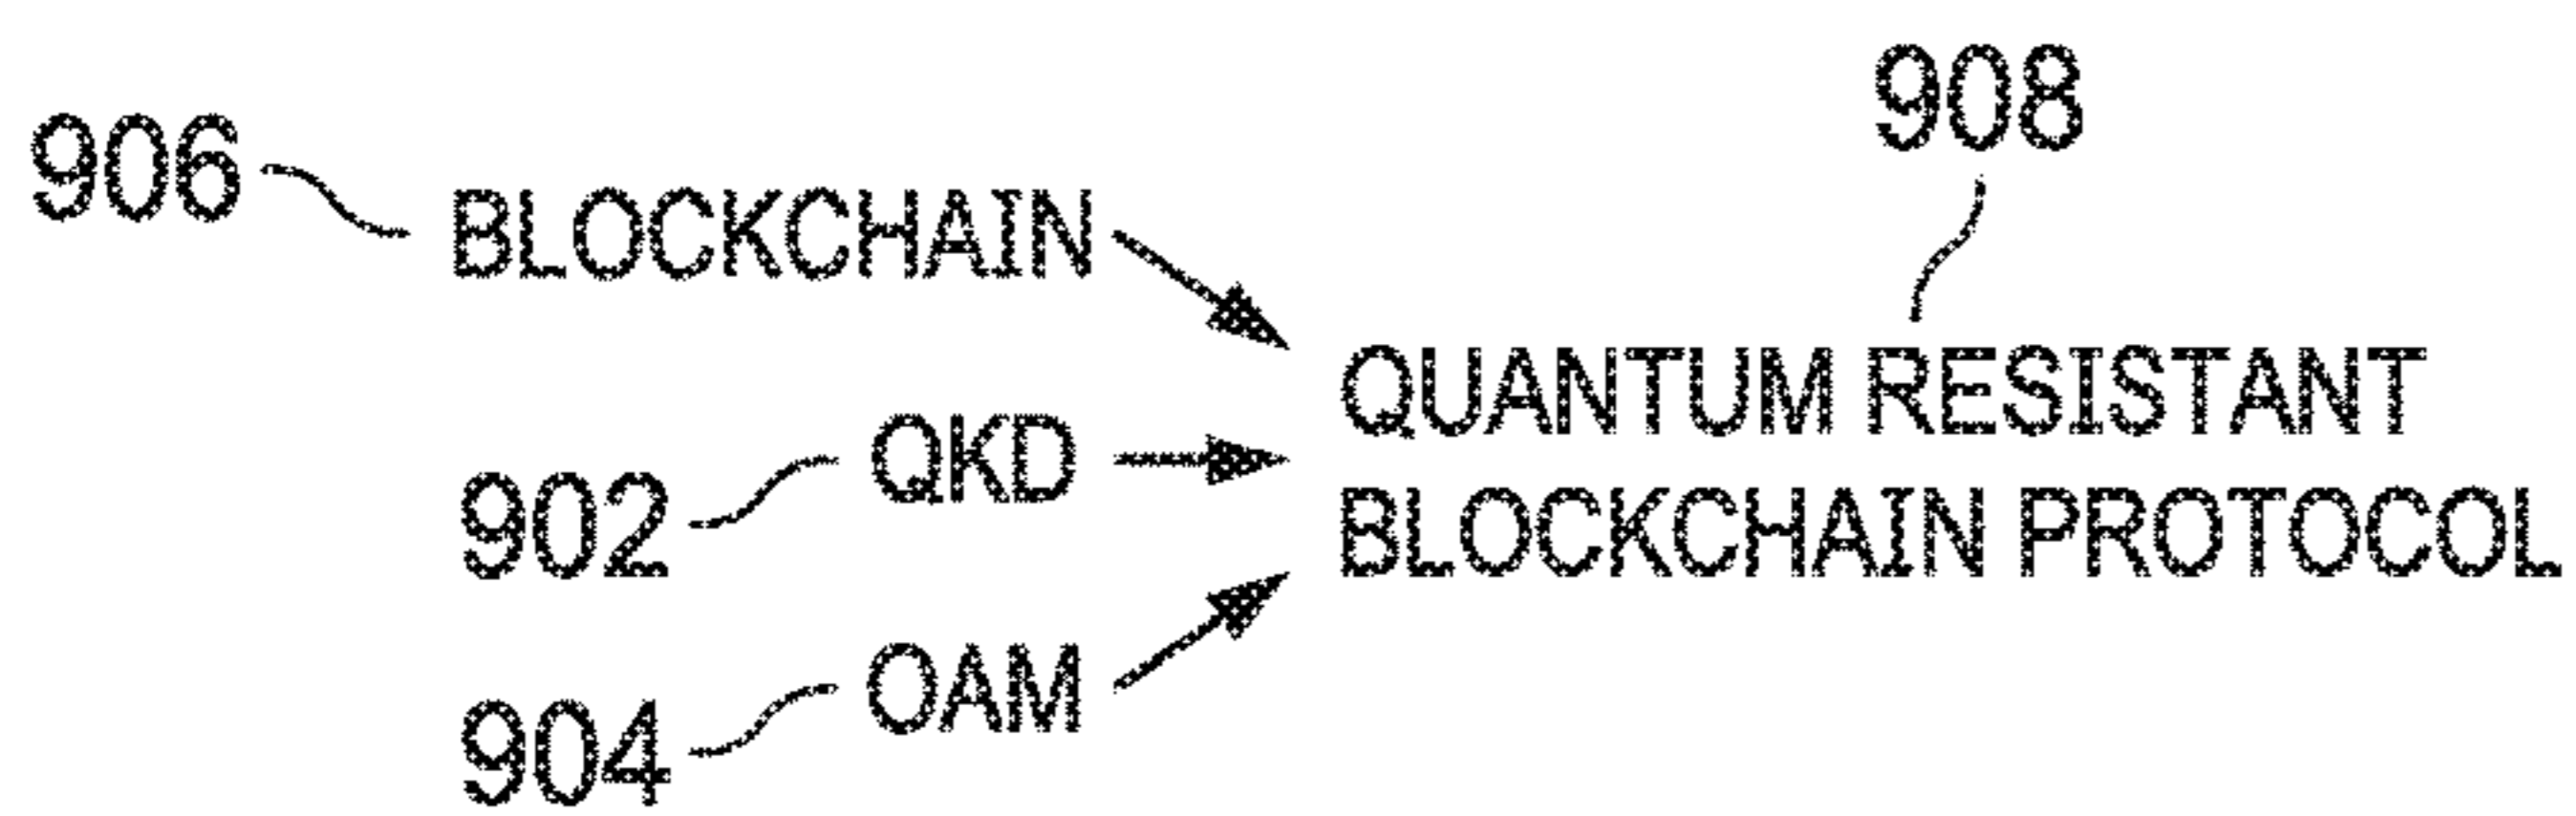 908
906 BLOCKCHAIN
QUANTUM RESISTANT
BLOCKCHAIN PROTOCOL
902 QKD
904 OAM